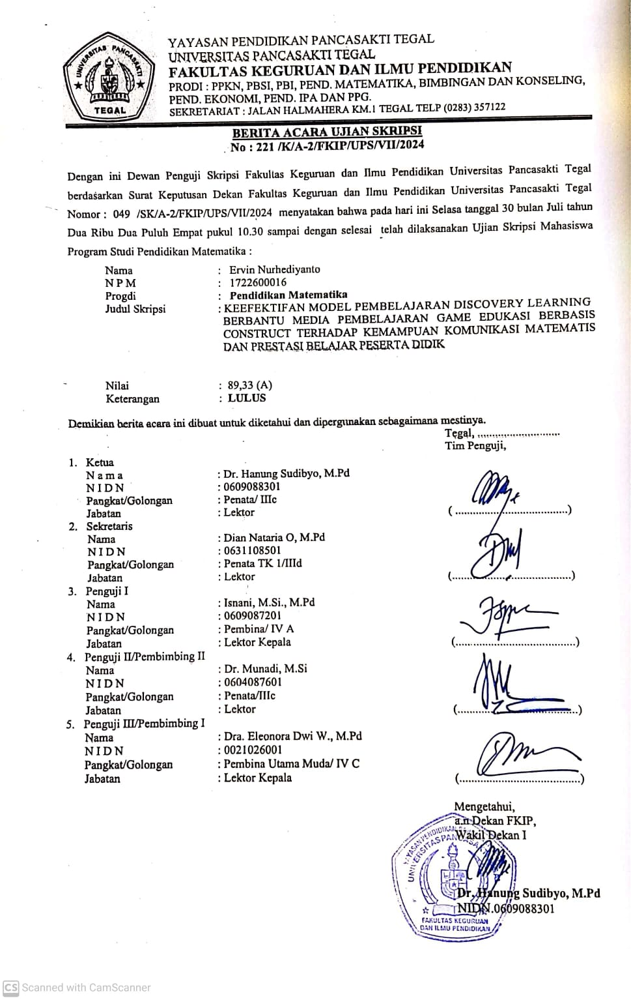 YAYASAN PENDIDIKAN PANCASAKTI TEGAL
UNIVERSITAS PANCASAKTI TEGAL
FAKULTAS KEGURUAN DAN ILMU PENDIDIKAN
PRODI : PPKN, PBSI, PBI, PEND. MATEMATIKA, BIMBINGAN DAN KONSELING,
PEND. EKONOMI, PEND. IPA DAN PPG.
SEKRETARIAT : JALAN HALMAHERA KM.1 TEGAL TELP (0283) 357122
UNIVERSITAS PANCASAKTI
TEGAL
BERITA ACARA UJIAN SKRIPSI
No : 221 /K/A-2/FKIP/UPS/VII/2024
Dengan ini Dewan Penguji Skripsi Fakultas Keguruan dan Ilmu Pendidikan Universitas Pancasakti Tegal
berdasarkan Surat Keputusan Dekan Fakultas Keguruan dan Ilmu Pendidikan Universitas Pancasakti Tegal
Nomor : 049 /SK/A-2/FKIP/UPS/VII/2024 menyatakan bahwa pada hari ini Selasa tanggal 30 bulan Juli tahun
Dua Ribu Dua Puluh Empat pukul 10.30 sampai dengan selesai telah dilaksanakan Ujian Skripsi Mahasiswa
Program Studi Pendidikan Matematika :
Nama : Ervin Nurhediyanto
N P M : 1722600016
Progdi : Pendidikan Matematika
Judul Skripsi : KEEFEKTIFAN MODEL PEMBELAJARAN DISCOVERY LEARNING
BERBANTU MEDIA PEMBELAJARAN GAME EDUKASI BERBASIS
CONSTRUCT TERHADAP KEMAMPUAN KOMUNIKASI MATEMATIS
DAN PRESTASI BELAJAR PESERTA DIDIK
Nilai : 89,33 (A)
Keterangan : LULUS
Demikian berita acara ini dibuat untuk diketahui dan dipergunakan sebagaimana mestinya.
Tegal, ............................
Tim Penguji,
1. Ketua
N a m a : Dr. Hanung Sudibyo, M.Pd
N I D N : 0609088301
Pangkat/Golongan : Penata/ IIIc
Jabatan : Lektor (......................................)
2. Sekretaris
Nama : Dian Nataria O, M.Pd
N I D N : 0631108501
Pangkat/Golongan : Penata TK 1/IIId
Jabatan : Lektor (......................................)
3. Penguji I
Nama : Isnani, M.Si., M.Pd
N I D N : 0609087201
Pangkat/Golongan : Pembina/ IV A
Jabatan : Lektor Kepala (......................................)
4. Penguji II/Pembimbing II
Nama : Dr. Munadi, M.Si
N I D N : 0604087601
Pangkat/Golongan : Penata/IIIc
Jabatan : Lektor (......................................)
5. Penguji III/Pembimbing I
Nama : Dra. Eleonora Dwi W., M.Pd
N I D N : 0021026001
Pangkat/Golongan : Pembina Utama Muda/ IV C
Jabatan : Lektor Kepala (......................................)
Mengetahui,
a.n Dekan FKIP,
Wakil Dekan I
YAYASAN PENDIDIKAN
UNIVERSITAS PANCASA
Dr. Hanung Sudibyo, M.Pd
NIDN.0609088301
FAKULTAS KEGURUAN
DAN ILMU PENDIDIKAN
CS Scanned with CamScanner